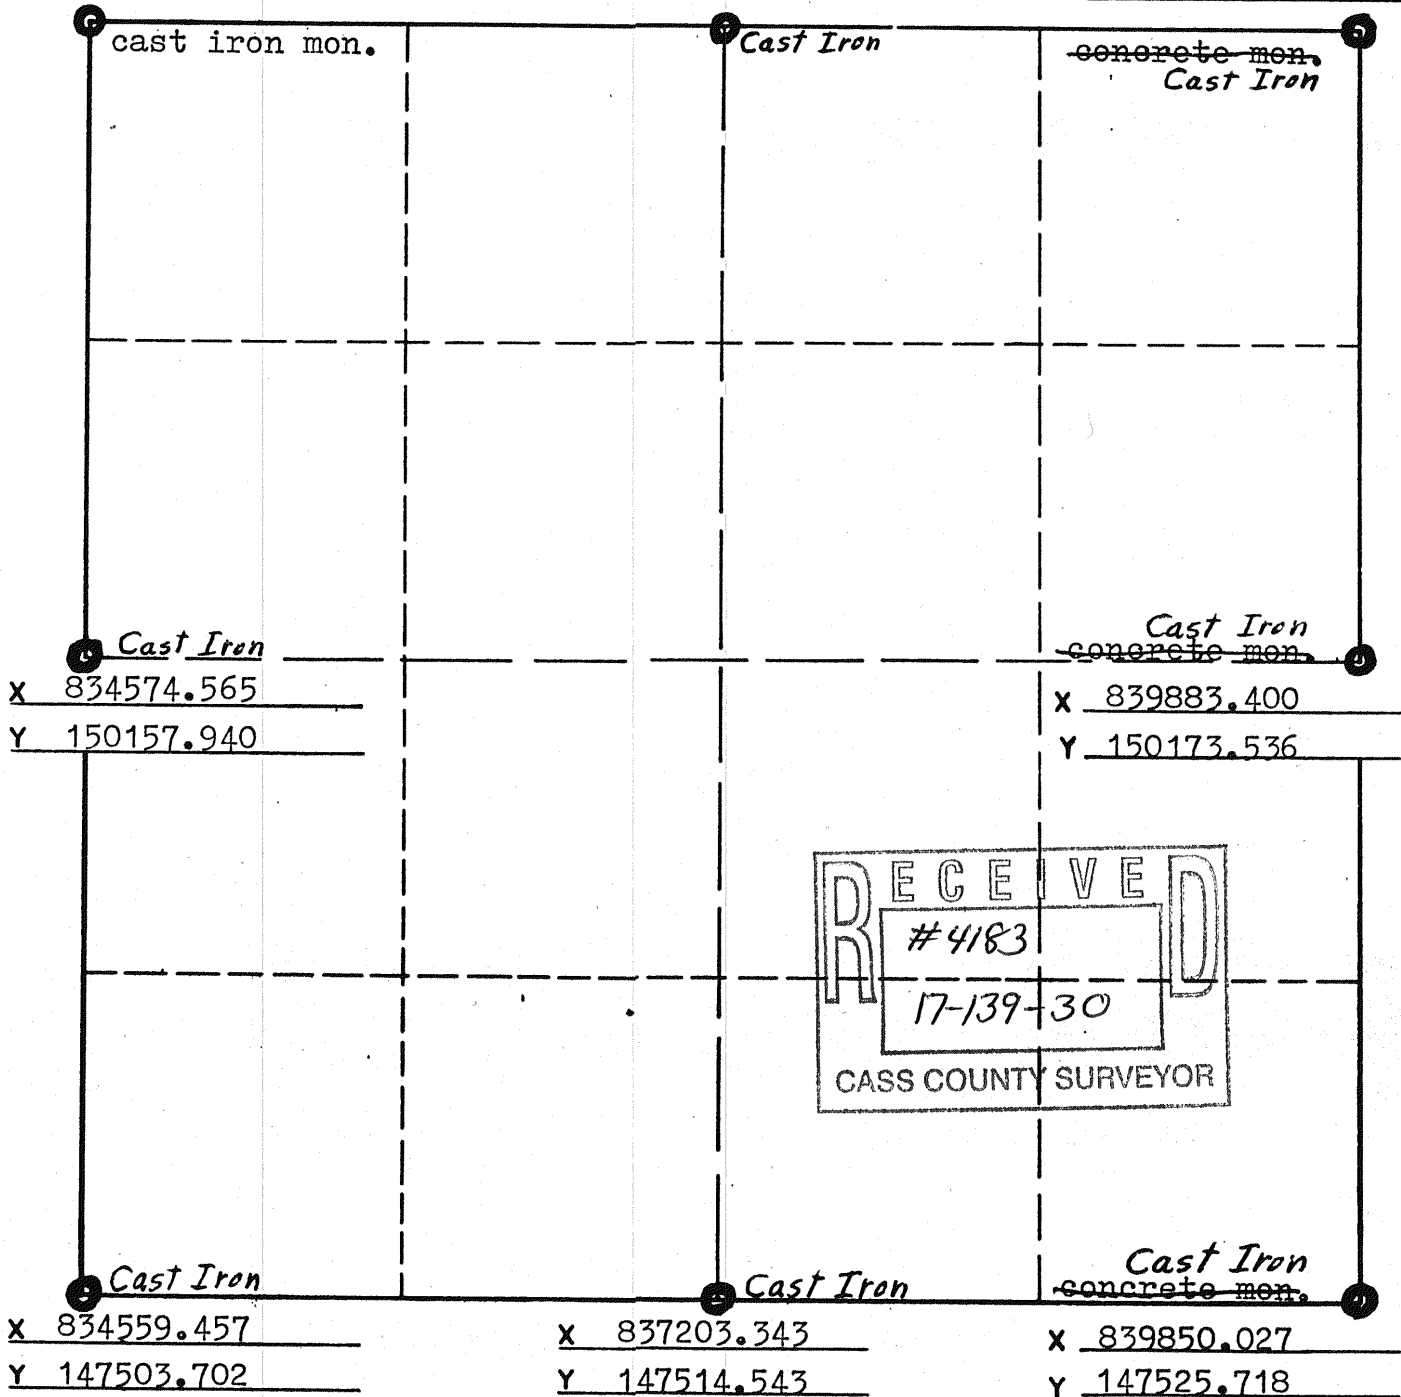 cast iron mon.
Cast Iron
concrete mon.
Cast Iron
Cast Iron
X 834574.565
Y 150157.940
Cast Iron
concrete mon.
X 839883.400
Y 150173.536
RECEIVED
#4183
17-139-30
CASS COUNTY SURVEYOR
Cast Iron
X 834559.457
Y 147503.702
Cast Iron
X 837203.343
Y 147514.543
Cast Iron
concrete mon.
X 839850.027
Y 147525.718